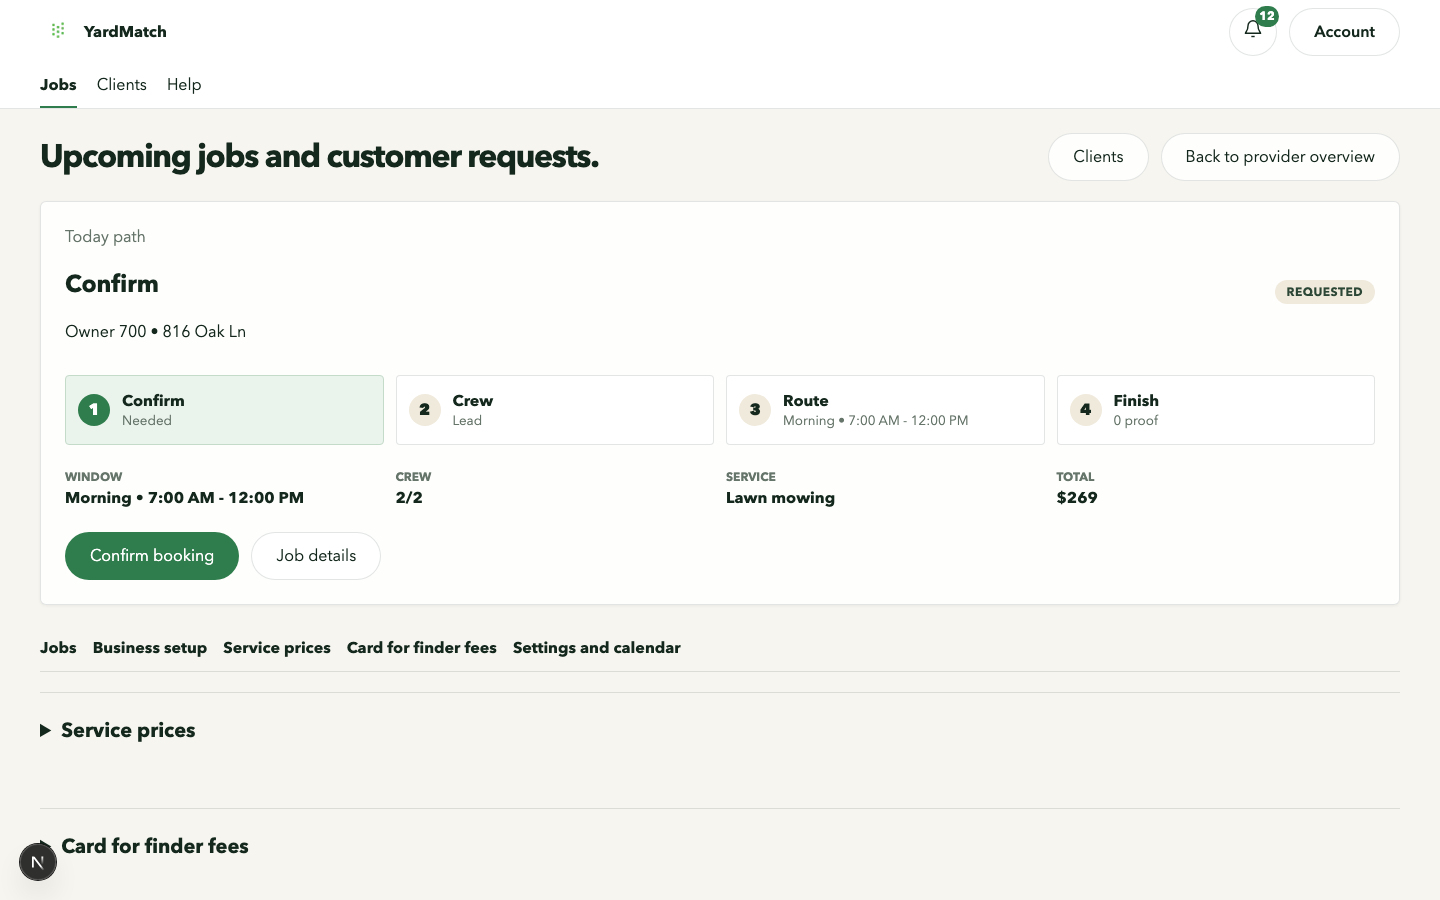 YardMatch
12
Account
Jobs Clients Help
Upcoming jobs and customer requests.
Clients
Back to provider overview
Today path
Confirm
REQUESTED
Owner 700 • 816 Oak Ln
1 Confirm
Needed
2 Crew
Lead
3 Route
Morning • 7:00 AM - 12:00 PM
4 Finish
0 proof
WINDOW
Morning • 7:00 AM - 12:00 PM
CREW
2/2
SERVICE
Lawn mowing
TOTAL
$269
Confirm booking
Job details
Jobs Business setup Service prices Card for finder fees Settings and calendar
Service prices
Card for finder fees
N